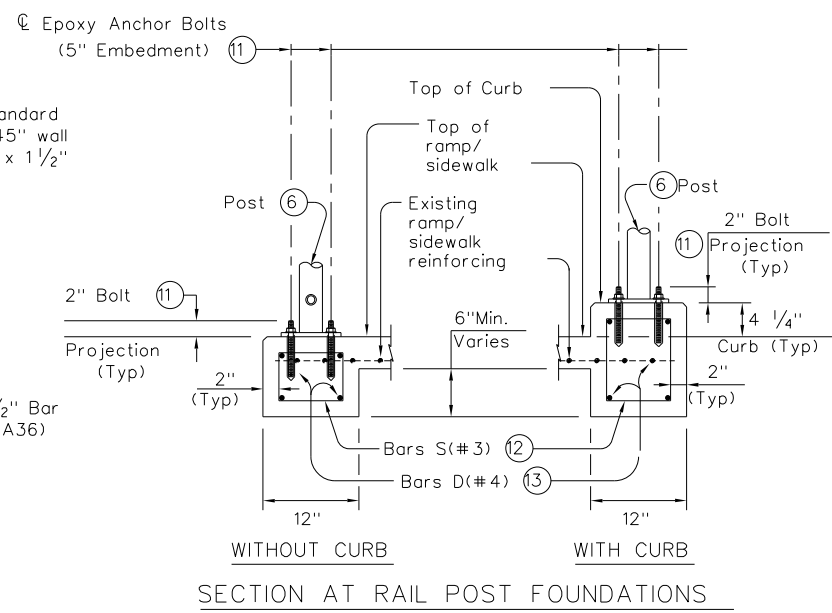 ℄ Epoxy Anchor Bolts
(5" Embedment) 11
andard
45" wall
x 1 1/2"
Top of Curb
Top of
ramp/
sidewalk
Post 6
Existing
ramp/
sidewalk
reinforcing
6 Post
2" Bolt
11 Projection
(Typ)
2" Bolt 11
Projection
(Typ)
6"Min.
Varies
4 1/4"
Curb (Typ)
2"
(Typ)
2"
(Typ)
/2" Bar
A36)
Bars S(#3) 12
Bars D(#4) 13
12"
12"
WITHOUT CURB
WITH CURB
SECTION AT RAIL POST FOUNDATIONS